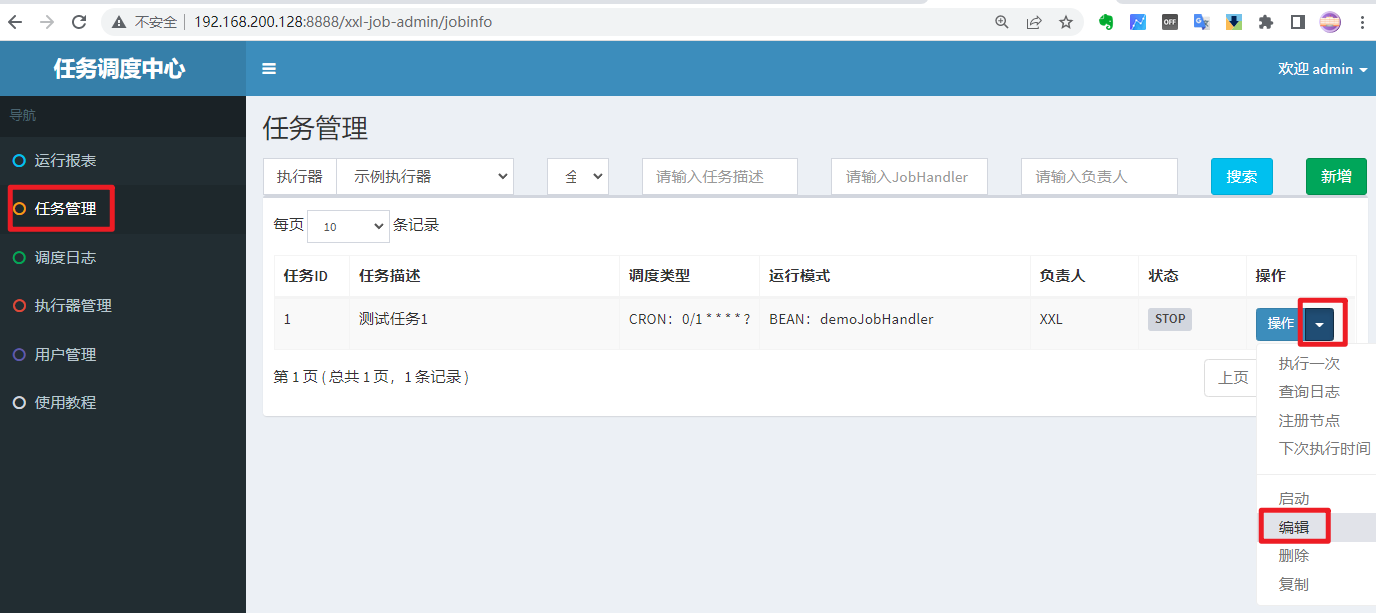 不安全 192.168.200.128:8888/xxl-job-admin/jobinfo
OFF
任务调度中心
欢迎 admin
导航
运行报表
任务管理
调度日志
执行器管理
用户管理
使用教程
任务管理
执行器 示例执行器 全 请输入任务描述 请输入JobHandler 请输入负责人 搜索 新增
每页 10 条记录
任务ID 任务描述 调度类型 运行模式 负责人 状态 操作
1 测试任务1 CRON：0/1 * * * * ? BEAN：demoJobHandler XXL STOP 操作
第 1 页 ( 总共 1 页，1 条记录 ) 上页
执行一次
查询日志
注册节点
下次执行时间
启动
编辑
删除
复制